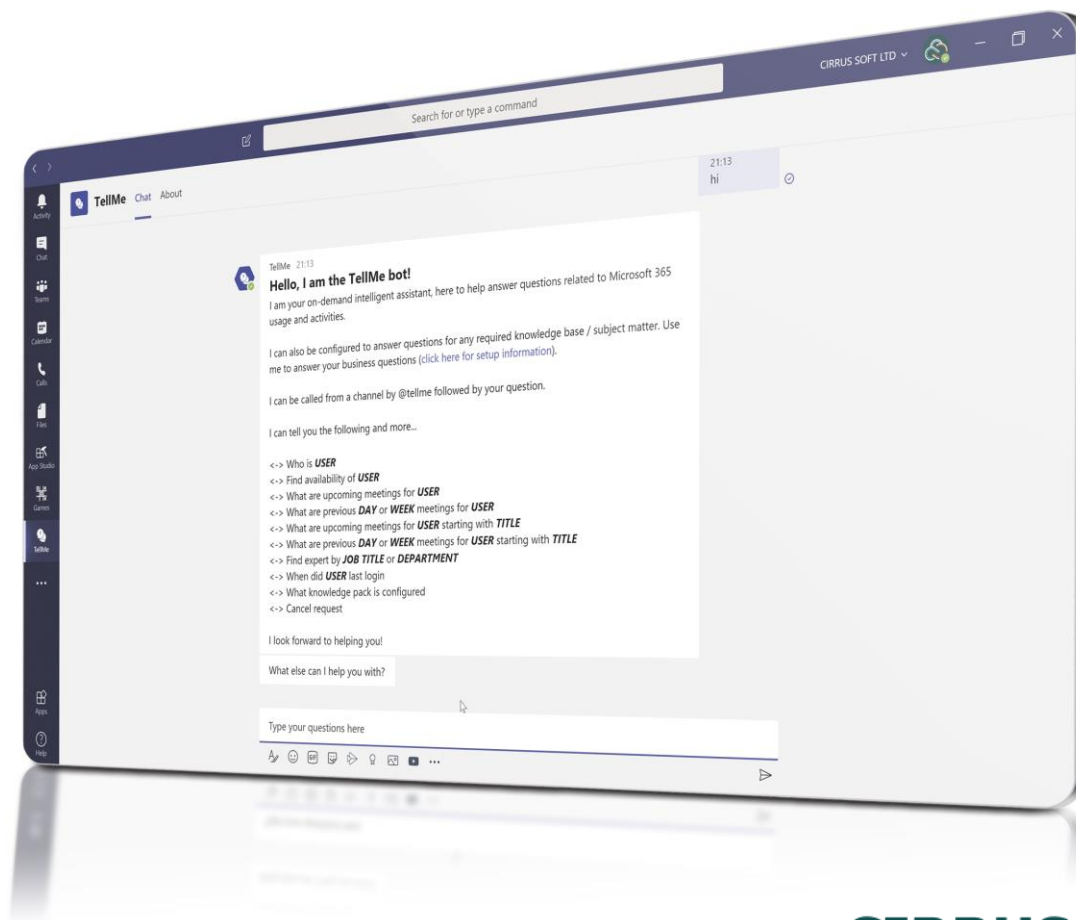 Search for or type a command
CIRRUS SOFT LTD
Activity
Chat
Teams
Calendar
Calls
Files
App Studio
Games
TellMe
Apps
Help
TellMe Chat About
21:13
hi
TellMe 21:13
Hello, I am the TellMe bot!
I am your on-demand intelligent assistant, here to help answer questions related to Microsoft 365
usage and activities.
I can also be configured to answer questions for any required knowledge base / subject matter. Use
me to answer your business questions (click here for setup information).
I can be called from a channel by @tellme followed by your question.
I can tell you the following and more...
<-> Who is USER
<-> Find availability of USER
<-> What are upcoming meetings for USER
<-> What are previous DAY or WEEK meetings for USER
<-> What are upcoming meetings for USER starting with TITLE
<-> What are previous DAY or WEEK meetings for USER starting with TITLE
<-> Find expert by JOB TITLE or DEPARTMENT
<-> When did USER last login
<-> What knowledge pack is configured
<-> Cancel request
I look forward to helping you!
What else can I help you with?
Type your questions here
GIF